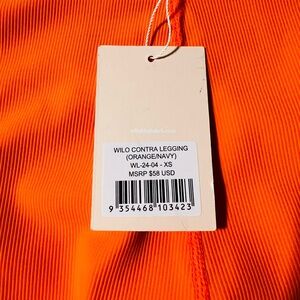 WILO CONTRA LEGGING
(ORANGE/NAVY)
WL-24-04 - XS
MSRP $58 USD
9 354468 103423